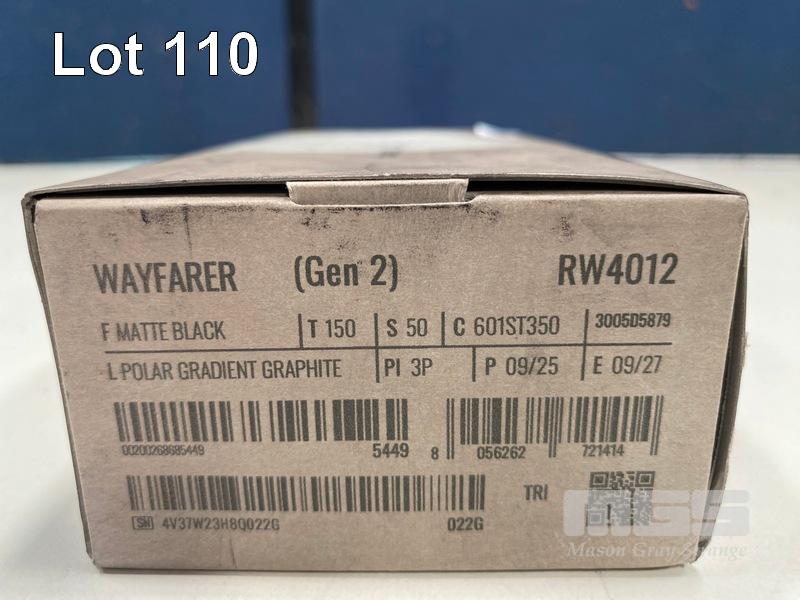 Lot 110
WAYFARER (Gen 2) RW4012
F MATTE BLACK T 150 S 50 C 601ST350 3005D5879
L POLAR GRADIENT GRAPHITE PI 3P P 09/25 E 09/27
00200268685449 5449 8 056262 721414
TRI
SN 4V37W23H8Q022G 022G
MGS
Mason Gray Strange